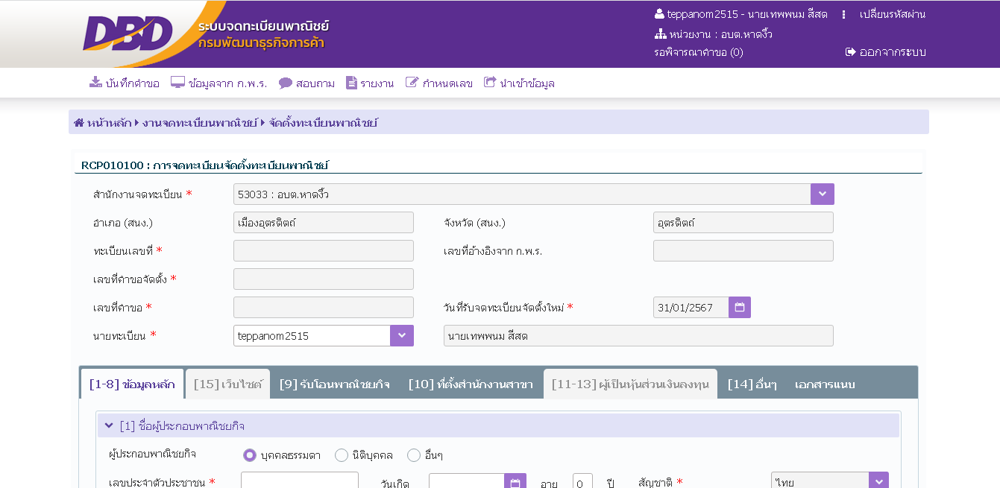 DBD
ระบบจดทะเบียนพาณิชย์
กรมพัฒนาธุรกิจการค้า
teppanom2515 - นายเทพพนม สีสด เปลี่ยนรหัสผ่าน
หน่วยงาน : อบต.หาดงิ้ว
รอพิจารณาคำขอ (0) ออกจากระบบ
บันทึกคำขอ ข้อมูลจาก ก.พ.ร. สอบถาม รายงาน กำหนดเลข นำเข้าข้อมูล
หน้าหลัก งานจดทะเบียนพาณิชย์ จัดตั้งทะเบียนพาณิชย์
RCP010100 : การจดทะเบียนจัดตั้งทะเบียนพาณิชย์
สำนักงานจดทะเบียน * 53033 : อบต.หาดงิ้ว
อำเภอ (สนง.) เมืองอุตรดิตถ์ จังหวัด (สนง.) อุตรดิตถ์
ทะเบียนเลขที่ * เลขที่อ้างอิงจาก ก.พ.ร.
เลขที่คำขอจัดตั้ง *
เลขที่คำขอ * วันที่รับจดทะเบียนจัดตั้งใหม่ * 31/01/2567
นายทะเบียน * teppanom2515 นายเทพพนม สีสด
[1-8] ข้อมูลหลัก [15] เว็บไซต์ [9] รับโอนพาณิชยกิจ [10] ที่ตั้งสำนักงานสาขา [11-13] ผู้เป็นหุ้นส่วนเงินลงทุน [14] อื่นๆ เอกสารแนบ
[1] ชื่อผู้ประกอบพาณิชยกิจ
ผู้ประกอบพาณิชยกิจ บุคคลธรรมดา นิติบุคคล อื่นๆ
เลขประจำตัวประชาชน * วันเกิด อายุ 0 ปี สัญชาติ * ไทย